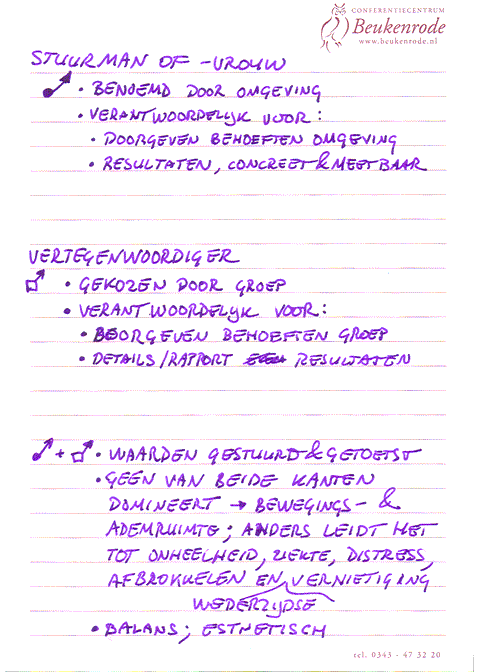 CONFERENTIECENTRUM
Beukenrode
www.beukenrode.nl
STUURMAN OF -VROUW
• BENOEMD DOOR OMGEVING
• VERANTWOORDELIJK VOOR:
• DOORGEVEN BEHOEFTEN OMGEVING
• RESULTATEN, CONCREET & MEETBAAR
VERTEGENWOORDIGER
• GEKOZEN DOOR GROEP
• VERANTWOORDELIJK VOOR:
• DOORGEVEN BEHOEFTEN GROEP
• DETAILS/RAPPORT RESULTATEN
+ • WAARDEN GESTUURD & GETOETST
• GEEN VAN BEIDE KANTEN
DOMINEERT → BEWEGINGS- &
ADEMRUIMTE; ANDERS LEIDT HET
TOT ONHEELHEID, ZIEKTE, DISTRESS,
AFBROKKELEN EN VERNIETIGING
WEDERZIJDSE
• BALANS; ESTHETISCH
tel. 0343 - 47 32 20